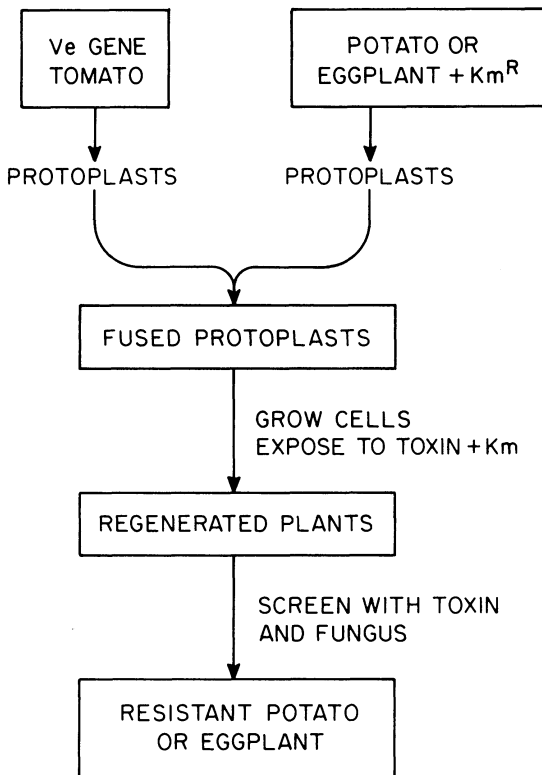 Ve GENE
TOMATO
POTATO OR
EGGPLANT + Kmᴿ
PROTOPLASTS
PROTOPLASTS
FUSED PROTOPLASTS
GROW CELLS
EXPOSE TO TOXIN + Km
REGENERATED PLANTS
SCREEN WITH TOXIN
AND FUNGUS
RESISTANT POTATO
OR EGGPLANT